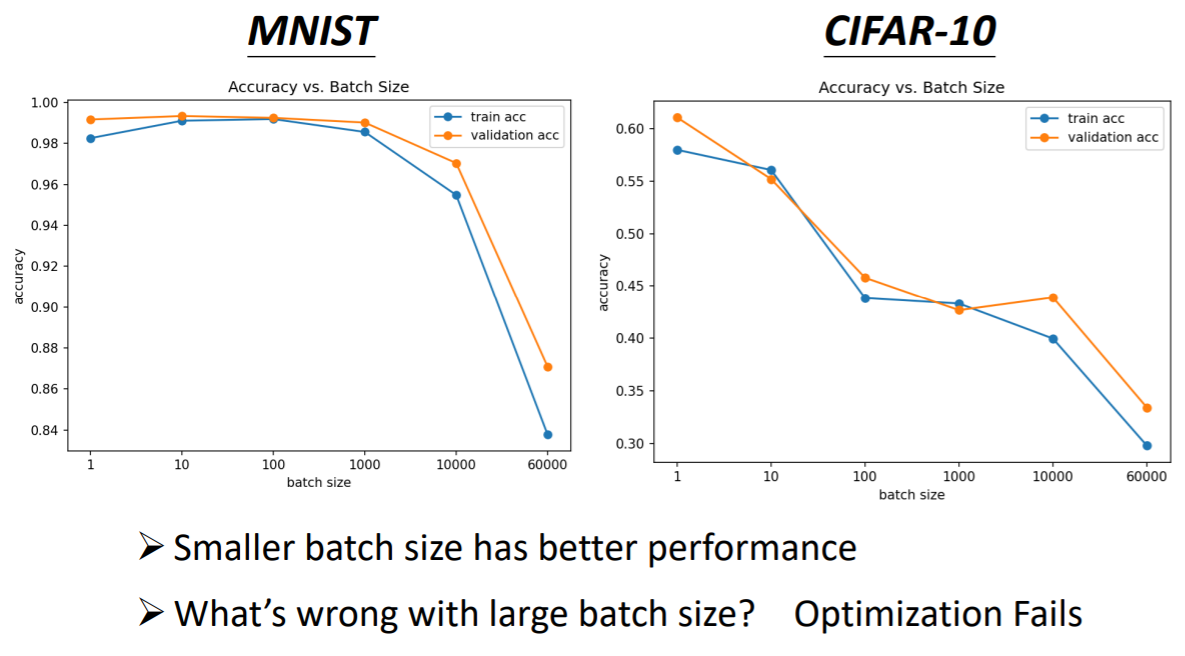 MNIST
CIFAR-10
Accuracy vs. Batch Size
train acc
validation acc
1.00
0.98
0.96
0.94
0.92
0.90
0.88
0.86
0.84
accuracy
1 10 100 1000 10000 60000
batch size
Accuracy vs. Batch Size
train acc
validation acc
0.60
0.55
0.50
0.45
0.40
0.35
0.30
accuracy
1 10 100 1000 10000 60000
batch size
➢ Smaller batch size has better performance
➢ What’s wrong with large batch size? Optimization Fails